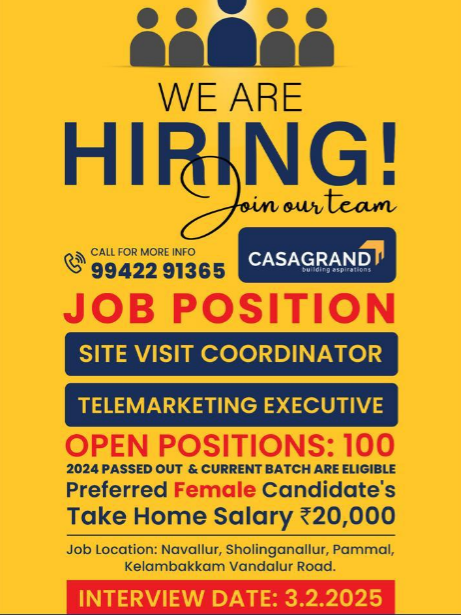 WE ARE
HIRING!
Join our team
CALL FOR MORE INFO
99422 91365
CASAGRAND
building aspirations
JOB POSITION
SITE VISIT COORDINATOR
TELEMARKETING EXECUTIVE
OPEN POSITIONS: 100
2024 PASSED OUT & CURRENT BATCH ARE ELIGIBLE
Preferred Female Candidate's
Take Home Salary ₹20,000
Job Location: Navallur, Sholinganallur, Pammal,
Kelambakkam Vandalur Road.
INTERVIEW DATE: 3.2.2025